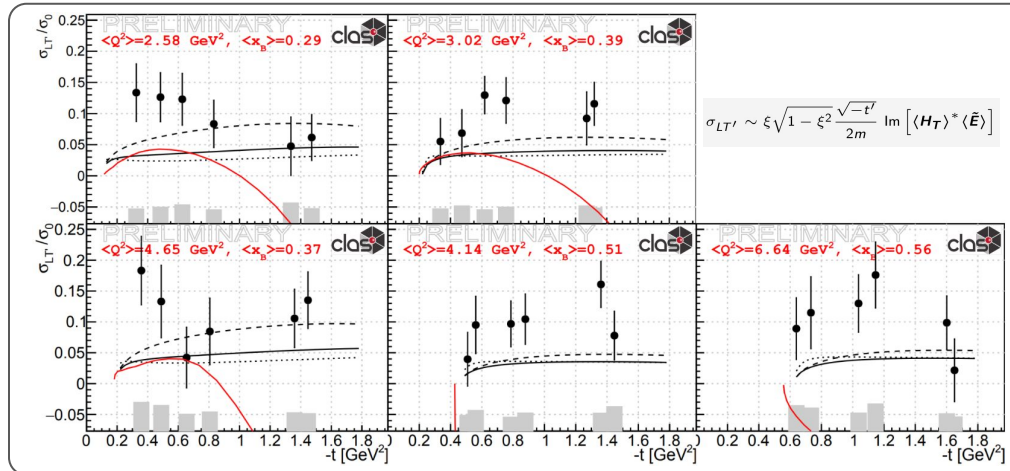 PRELIMINARY
<Q²>=2.58 GeV², <x_B>=0.29
clas
σ_LT'/σ_0
0.25
0.2
0.15
0.1
0.05
0
−0.05
PRELIMINARY
<Q²>=3.02 GeV², <x_B>=0.39
clas
σ_LT' ∼ ξ√(1 − ξ²) √(−t')/2m Im [⟨H_T⟩* ⟨Ẽ⟩]
PRELIMINARY
<Q²>=4.65 GeV², <x_B>=0.37
clas
σ_LT'/σ_0
0.25
0.2
0.15
0.1
0.05
0
−0.05
0 0.2 0.4 0.6 0.8 1 1.2 1.4 1.6 1.8
-t [GeV²]
PRELIMINARY
<Q²>=4.14 GeV², <x_B>=0.51
clas
0 0.2 0.4 0.6 0.8 1 1.2 1.4 1.6 1.8
-t [GeV²]
PRELIMINARY
<Q²>=6.64 GeV², <x_B>=0.56
clas
0 0.2 0.4 0.6 0.8 1 1.2 1.4 1.6 1.8
-t [GeV²]